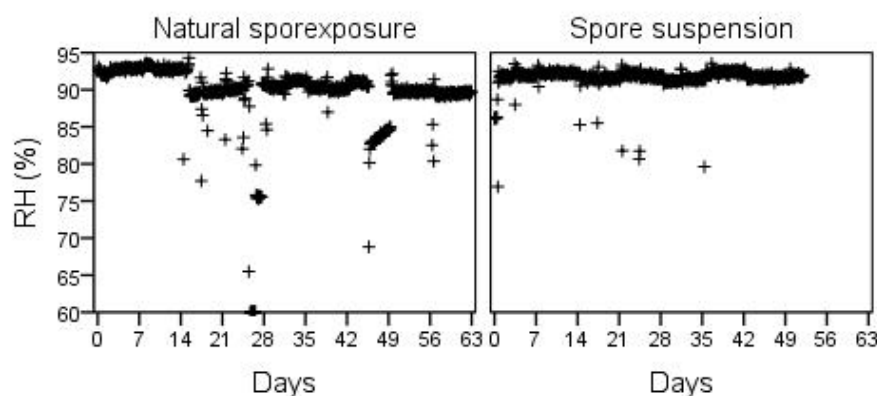 Natural sporexposure Spore suspension
RH (%)
95
90
85
80
75
70
65
60
0 7 14 21 28 35 42 49 56 63 0 7 14 21 28 35 42 49 56 63
Days Days